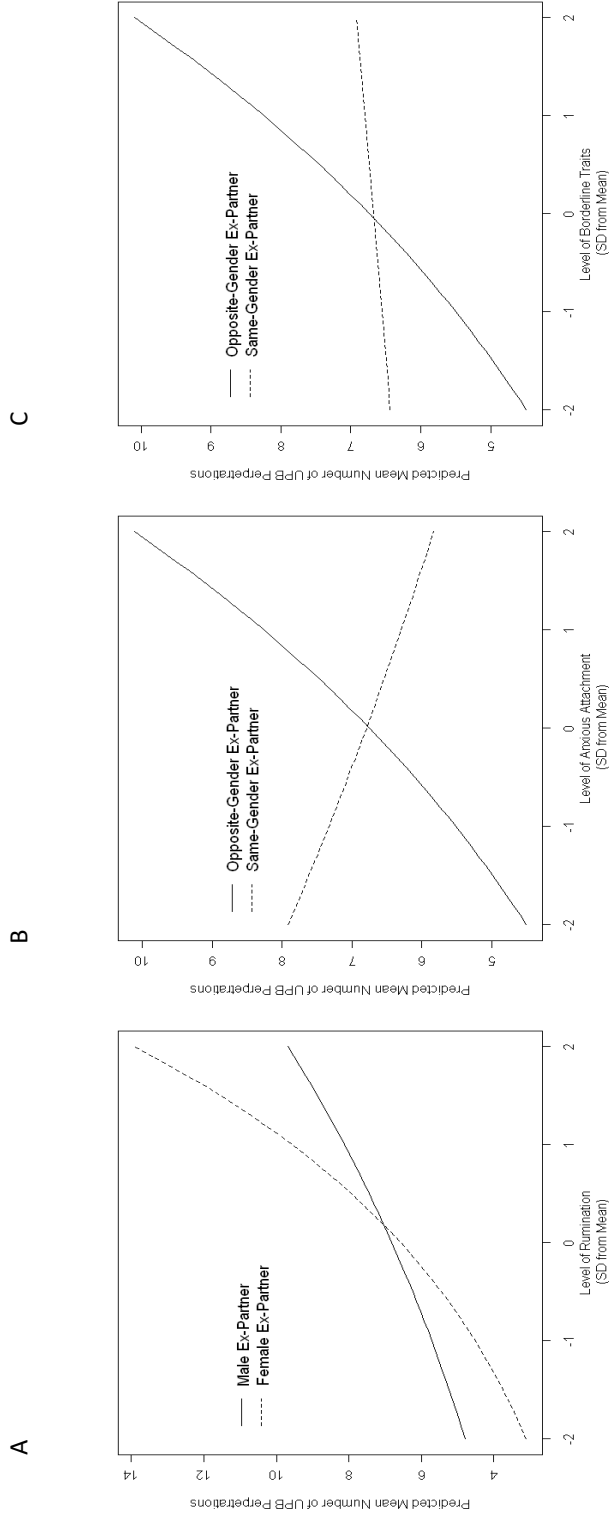 A
Predicted Mean Number of UPB Perpetrations
14
12
10
8
6
4
Male Ex-Partner
Female Ex-Partner
-2
-1
0
1
2
Level of Rumination
(SD from Mean)
B
Predicted Mean Number of UPB Perpetrations
10
9
8
7
6
5
Opposite-Gender Ex-Partner
Same-Gender Ex-Partner
-2
-1
0
1
2
Level of Anxious Attachment
(SD from Mean)
C
Predicted Mean Number of UPB Perpetrations
10
9
8
7
6
5
Opposite-Gender Ex-Partner
Same-Gender Ex-Partner
-2
-1
0
1
2
Level of Borderline Traits
(SD from Mean)